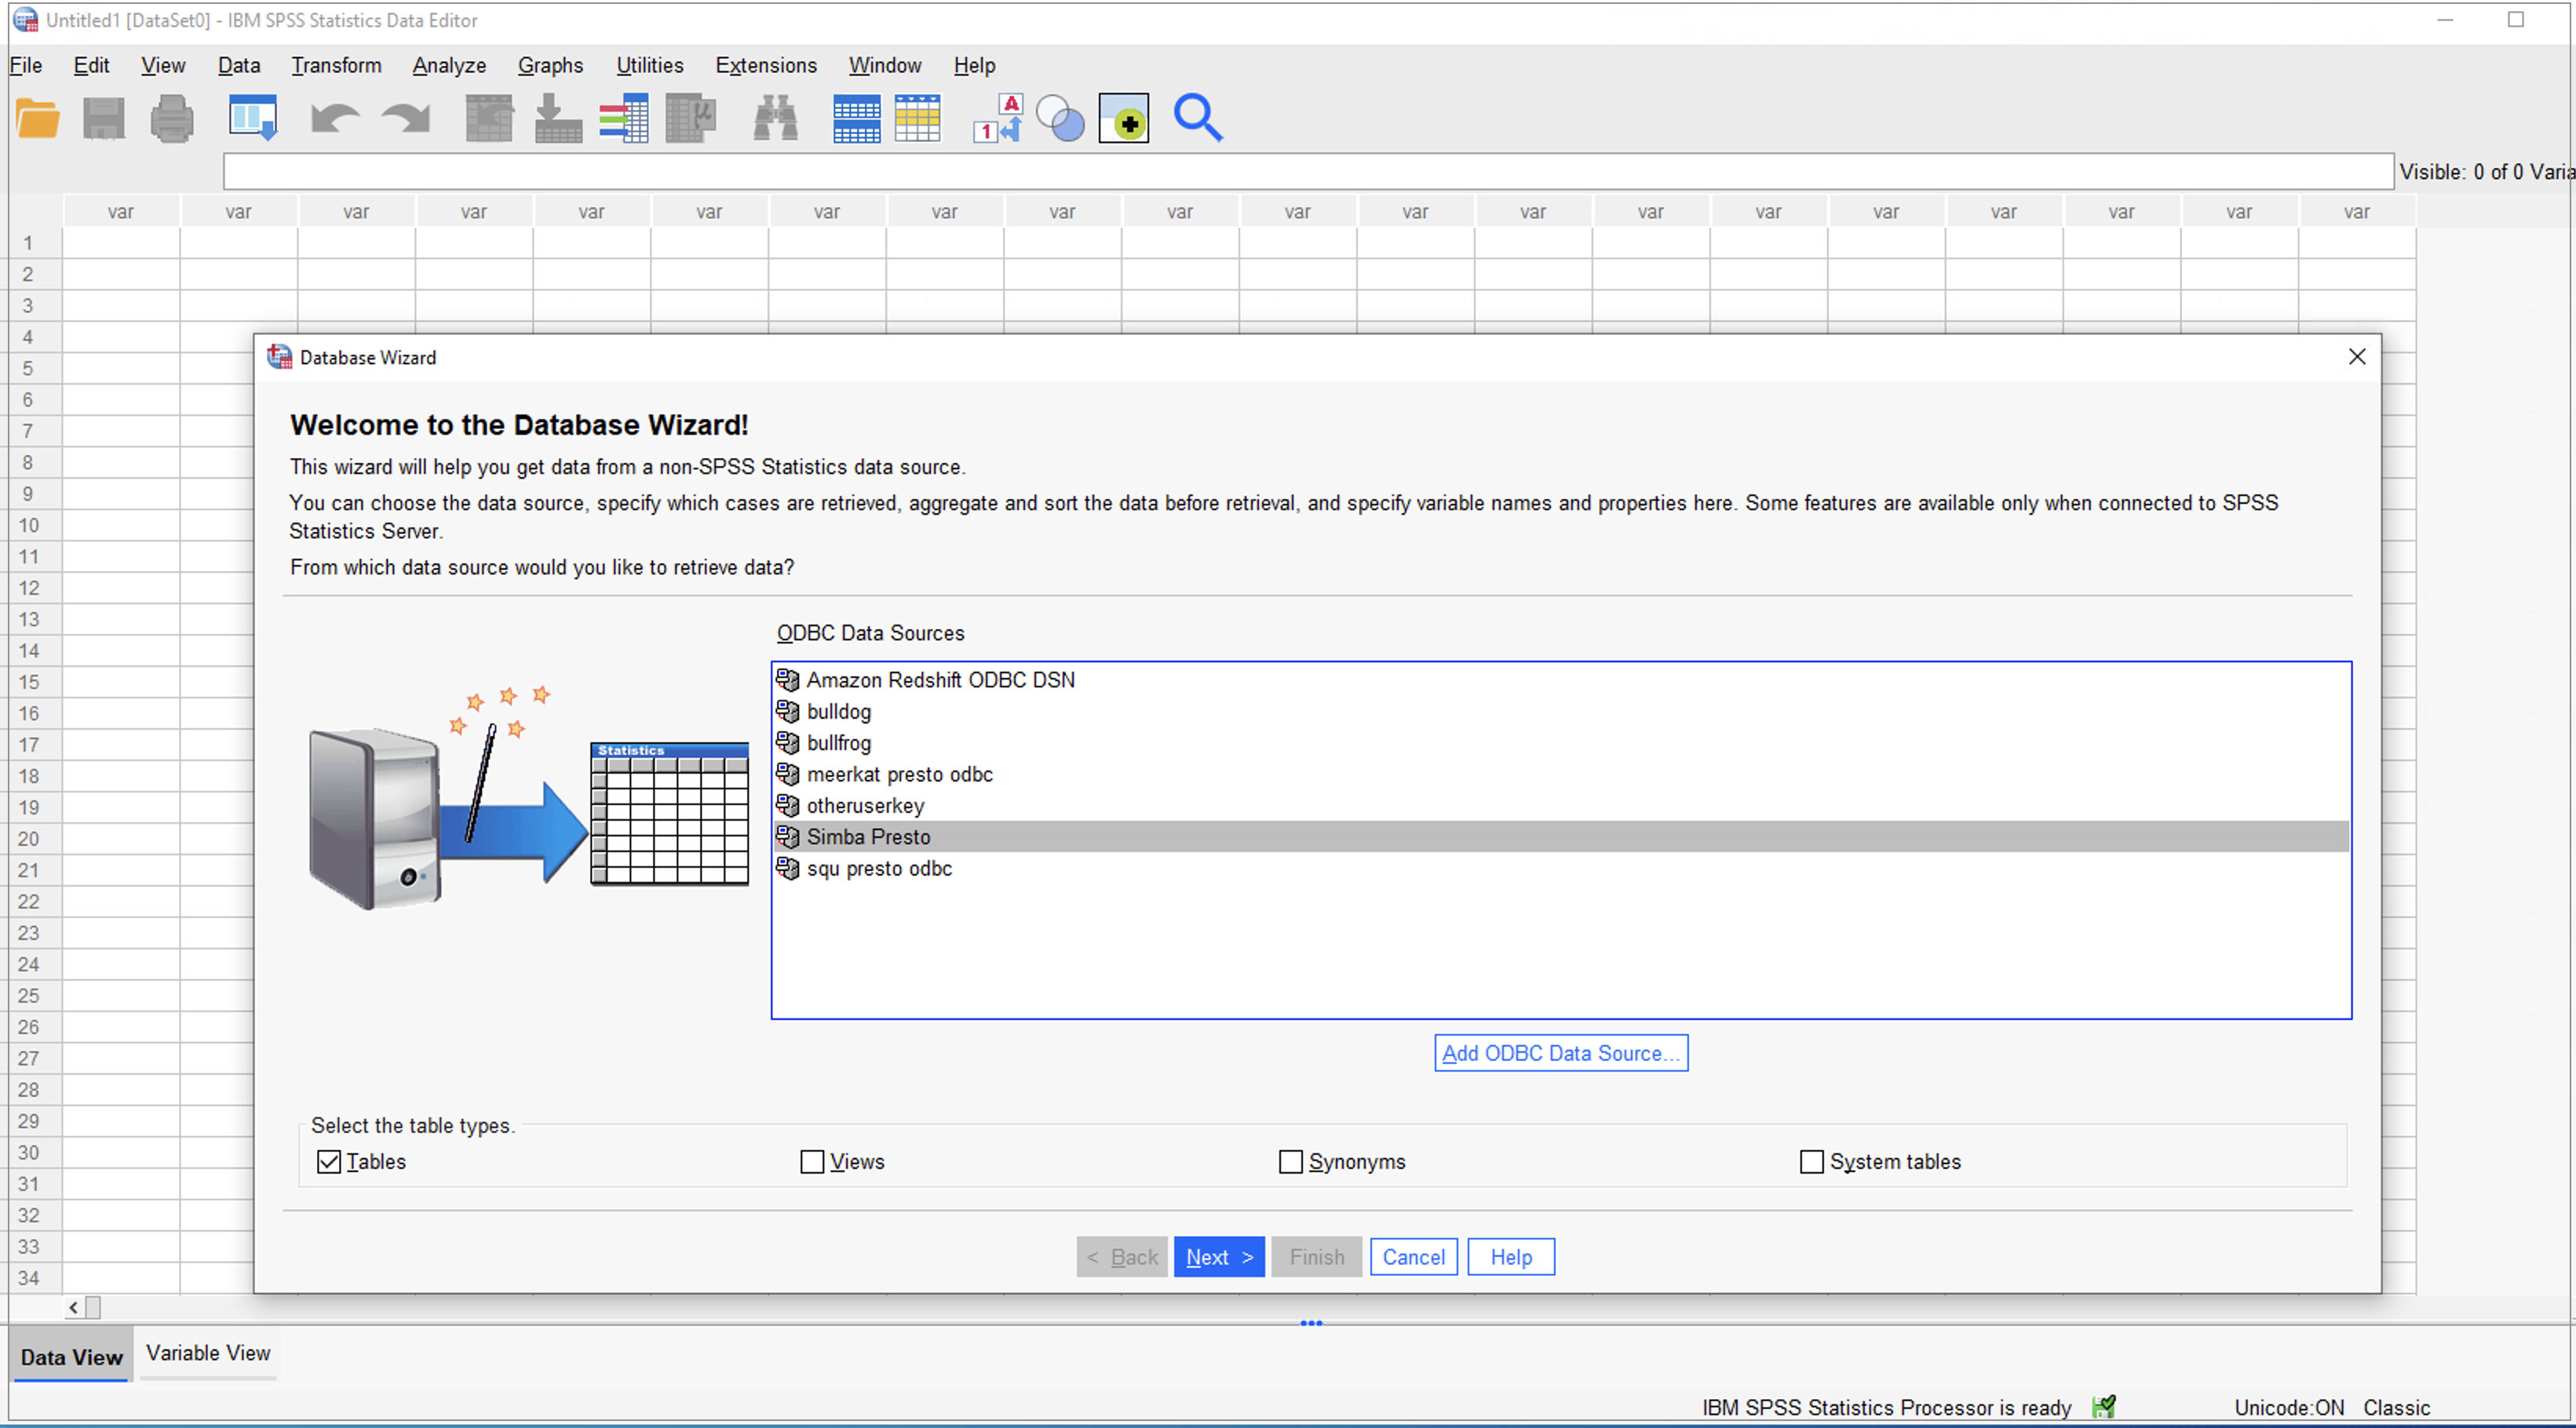 Untitled1 [DataSet0] - IBM SPSS Statistics Data Editor
File Edit View Data Transform Analyze Graphs Utilities Extensions Window Help
A
1
μ
Visible: 0 of 0 Varia
var var var var var var var var var var var var var var var var var var var var
1
2
3
4
5
6
7
8
9
10
11
12
13
14
15
16
17
18
19
20
21
22
23
24
25
26
27
28
29
30
31
32
33
34
Database Wizard
Welcome to the Database Wizard!
This wizard will help you get data from a non-SPSS Statistics data source.
You can choose the data source, specify which cases are retrieved, aggregate and sort the data before retrieval, and specify variable names and properties here. Some features are available only when connected to SPSS
Statistics Server.
From which data source would you like to retrieve data?
ODBC Data Sources
Amazon Redshift ODBC DSN
bulldog
bullfrog
meerkat presto odbc
otheruserkey
Simba Presto
squ presto odbc
Statistics
Add ODBC Data Source...
Select the table types.
Tables Views Synonyms System tables
< Back Next > Finish Cancel Help
Data View Variable View
IBM SPSS Statistics Processor is ready Unicode:ON Classic